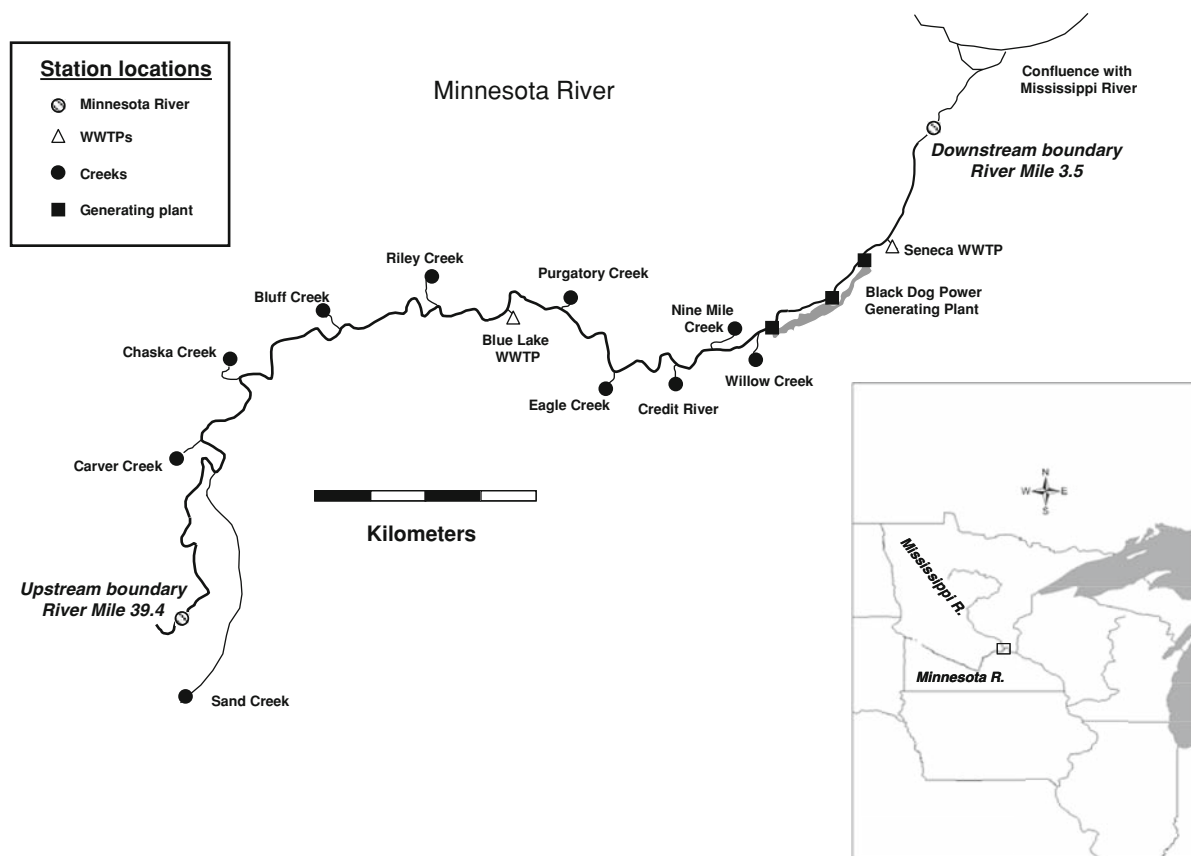 Station locations
Minnesota River
WWTPs
Creeks
Generating plant
Minnesota River
Confluence with
Mississippi River
Downstream boundary
River Mile 3.5
Seneca WWTP
Black Dog Power
Generating Plant
Riley Creek
Purgatory Creek
Bluff Creek
Nine Mile
Creek
Chaska Creek
Blue Lake
WWTP
Willow Creek
Eagle Creek
Credit River
Carver Creek
Kilometers
Upstream boundary
River Mile 39.4
Sand Creek
N
W
E
S
Mississippi R.
Minnesota R.